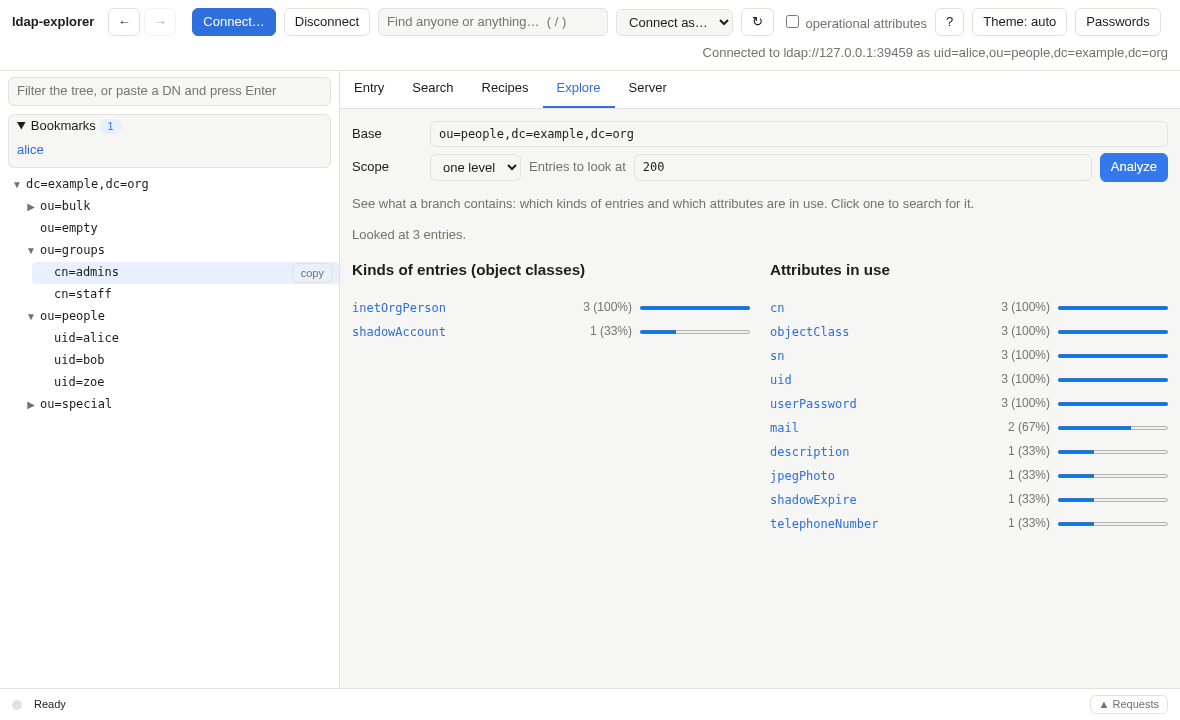 ldap-explorer ← → Connect… Disconnect Find anyone or anything… ( / ) Connect as… ↻ operational attributes ? Theme: auto Passwords
Connected to ldap://127.0.0.1:39459 as uid=alice,ou=people,dc=example,dc=org
Filter the tree, or paste a DN and press Enter
▼ Bookmarks 1
alice
▼ dc=example,dc=org
▶ ou=bulk
ou=empty
▼ ou=groups
cn=admins copy
cn=staff
▼ ou=people
uid=alice
uid=bob
uid=zoe
▶ ou=special
Entry Search Recipes Explore Server
Base ou=people,dc=example,dc=org
Scope one level Entries to look at 200 Analyze
See what a branch contains: which kinds of entries and which attributes are in use. Click one to search for it.
Looked at 3 entries.
Kinds of entries (object classes)
inetOrgPerson 3 (100%)
shadowAccount 1 (33%)
Attributes in use
cn 3 (100%)
objectClass 3 (100%)
sn 3 (100%)
uid 3 (100%)
userPassword 3 (100%)
mail 2 (67%)
description 1 (33%)
jpegPhoto 1 (33%)
shadowExpire 1 (33%)
telephoneNumber 1 (33%)
Ready ▲ Requests